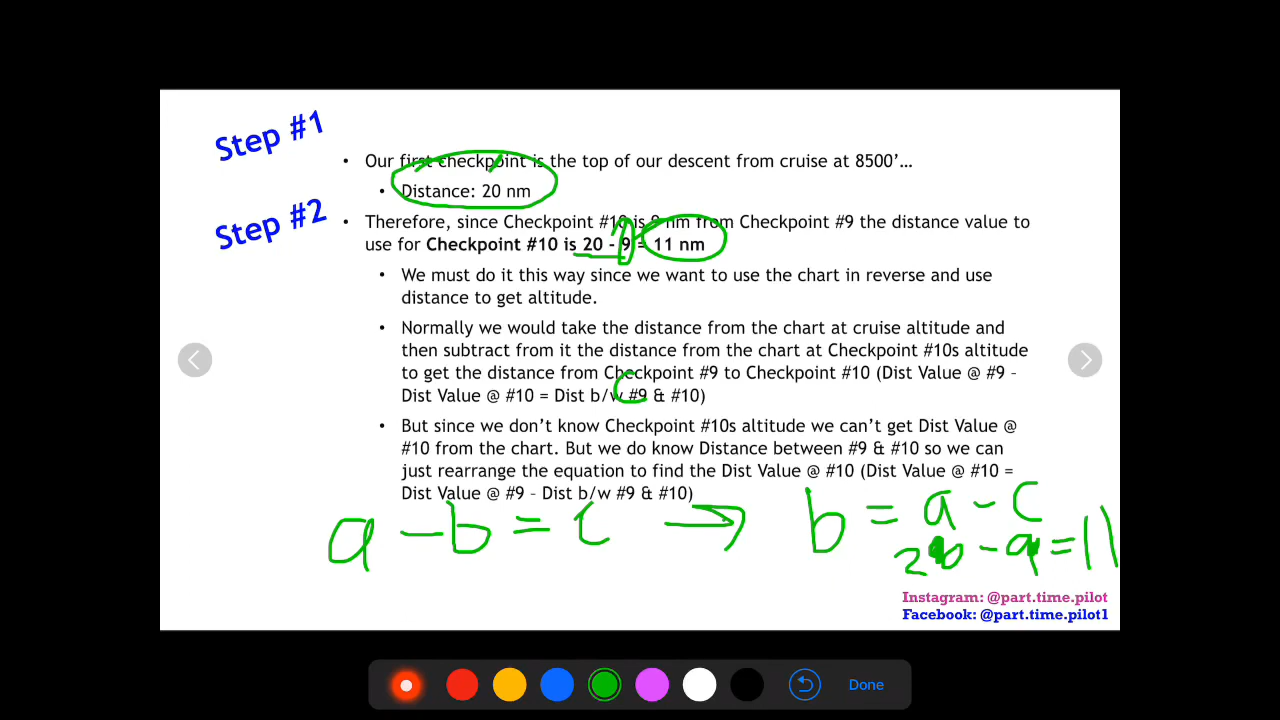 Step #1
• Our first checkpoint is the top of our descent from cruise at 8500’…
• Distance: 20 nm
Step #2
• Therefore, since Checkpoint #10 is 9 nm from Checkpoint #9 the distance value to
use for Checkpoint #10 is 20 - 9 = 11 nm
• We must do it this way since we want to use the chart in reverse and use
distance to get altitude.
• Normally we would take the distance from the chart at cruise altitude and
then subtract from it the distance from the chart at Checkpoint #10s altitude
to get the distance from Checkpoint #9 to Checkpoint #10 (Dist Value @ #9 –
Dist Value @ #10 = Dist b/w #9 & #10)
• But since we don’t know Checkpoint #10s altitude we can’t get Dist Value @
#10 from the chart. But we do know Distance between #9 & #10 so we can
just rearrange the equation to find the Dist Value @ #10 (Dist Value @ #10 =
Dist Value @ #9 – Dist b/w #9 & #10)
a - b = c → b = a - c
20 - 9 = 11
Instagram: @part.time.pilot
Facebook: @part.time.pilot1
Done